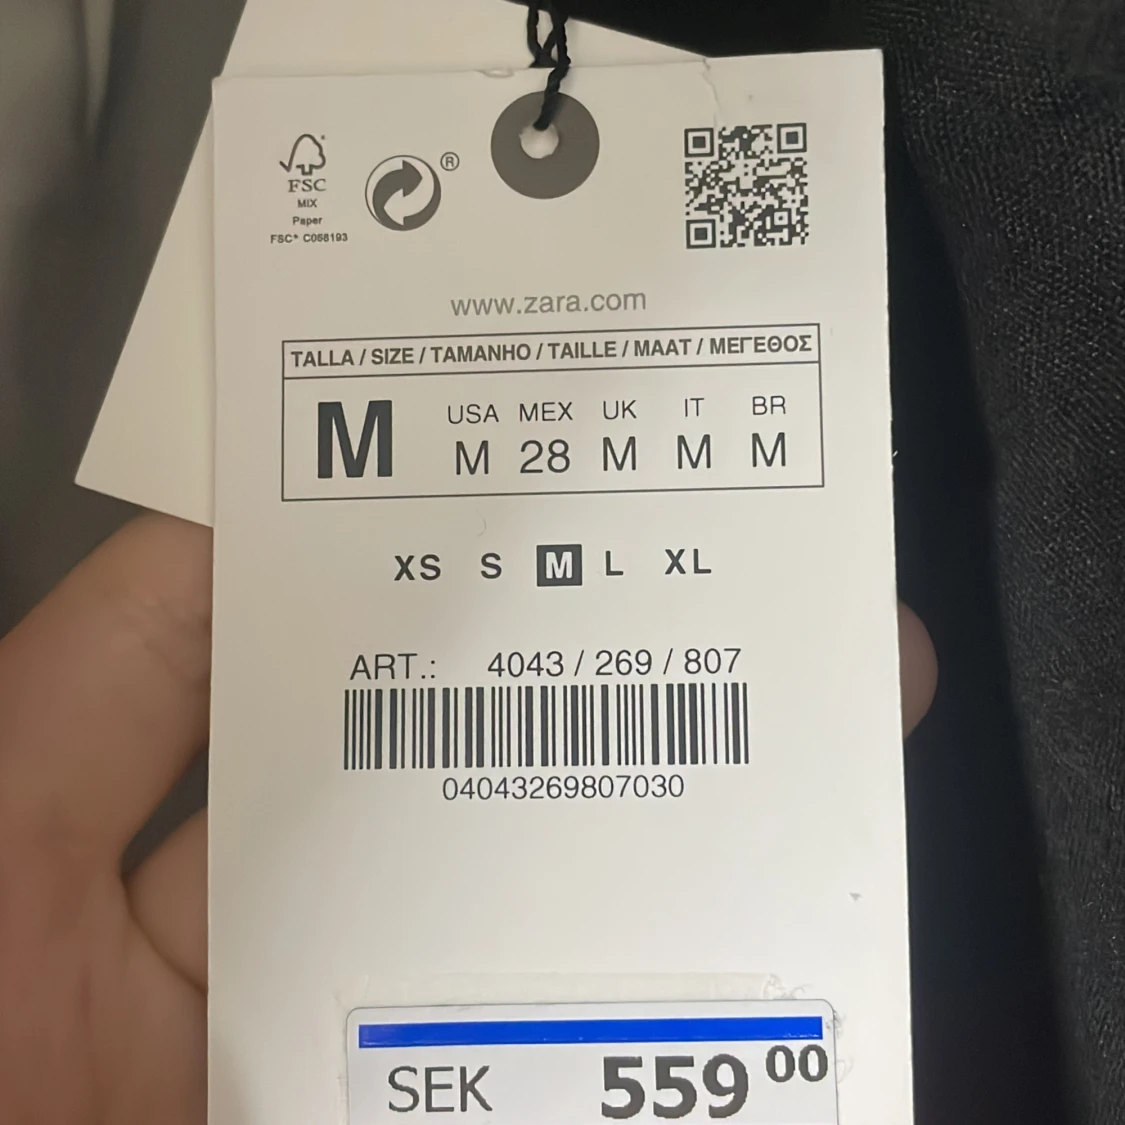 FSC
MIX
Paper
FSC® C068193
®
www.zara.com
TALLA / SIZE / TAMANHO / TAILLE / MAAT / ΜΕΓΕΘΟΣ
M
USA MEX UK IT BR
M 28 M M M
XS S M L XL
ART.: 4043 / 269 / 807
04043269807030
SEK 559 00